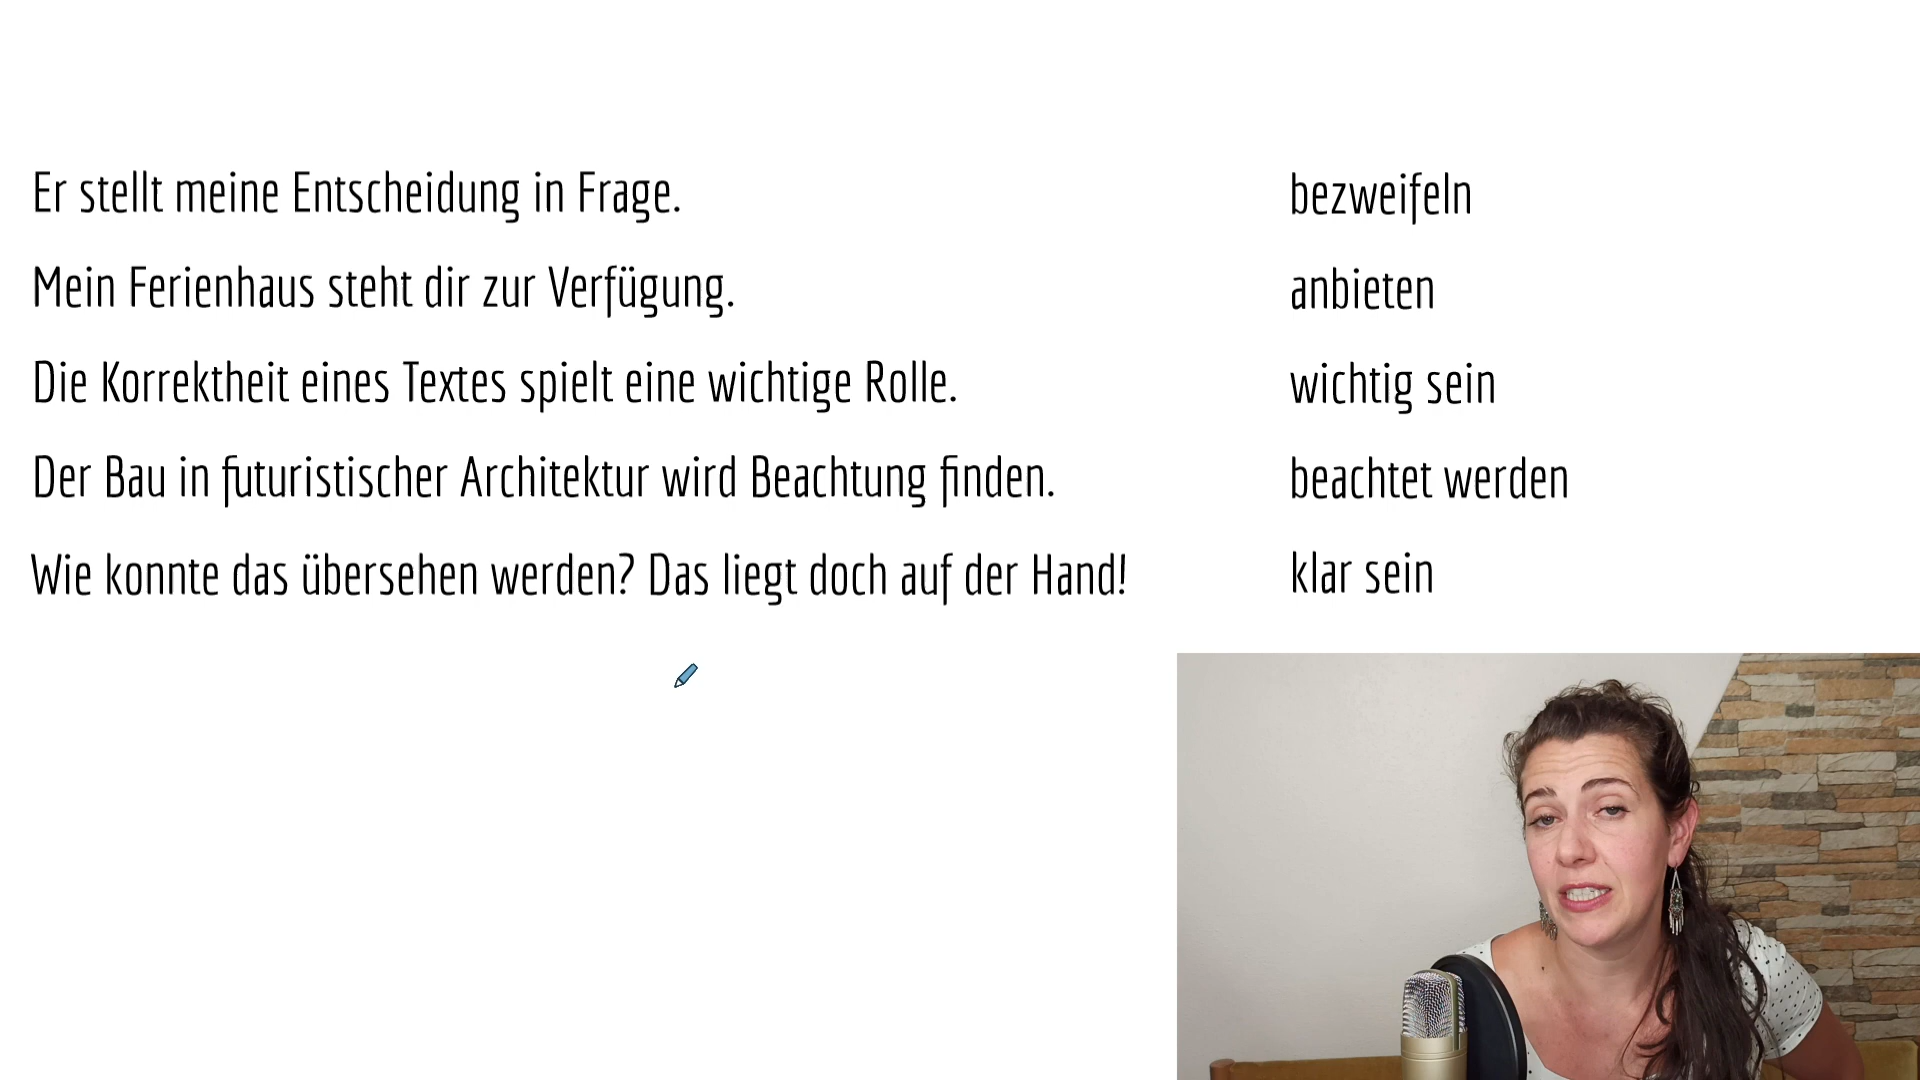 Er stellt meine Entscheidung in Frage.
bezweifeln
Mein Ferienhaus steht dir zur Verfügung.
anbieten
Die Korrektheit eines Textes spielt eine wichtige Rolle.
wichtig sein
Der Bau in futuristischer Architektur wird Beachtung finden.
beachtet werden
Wie konnte das übersehen werden? Das liegt doch auf der Hand!
klar sein